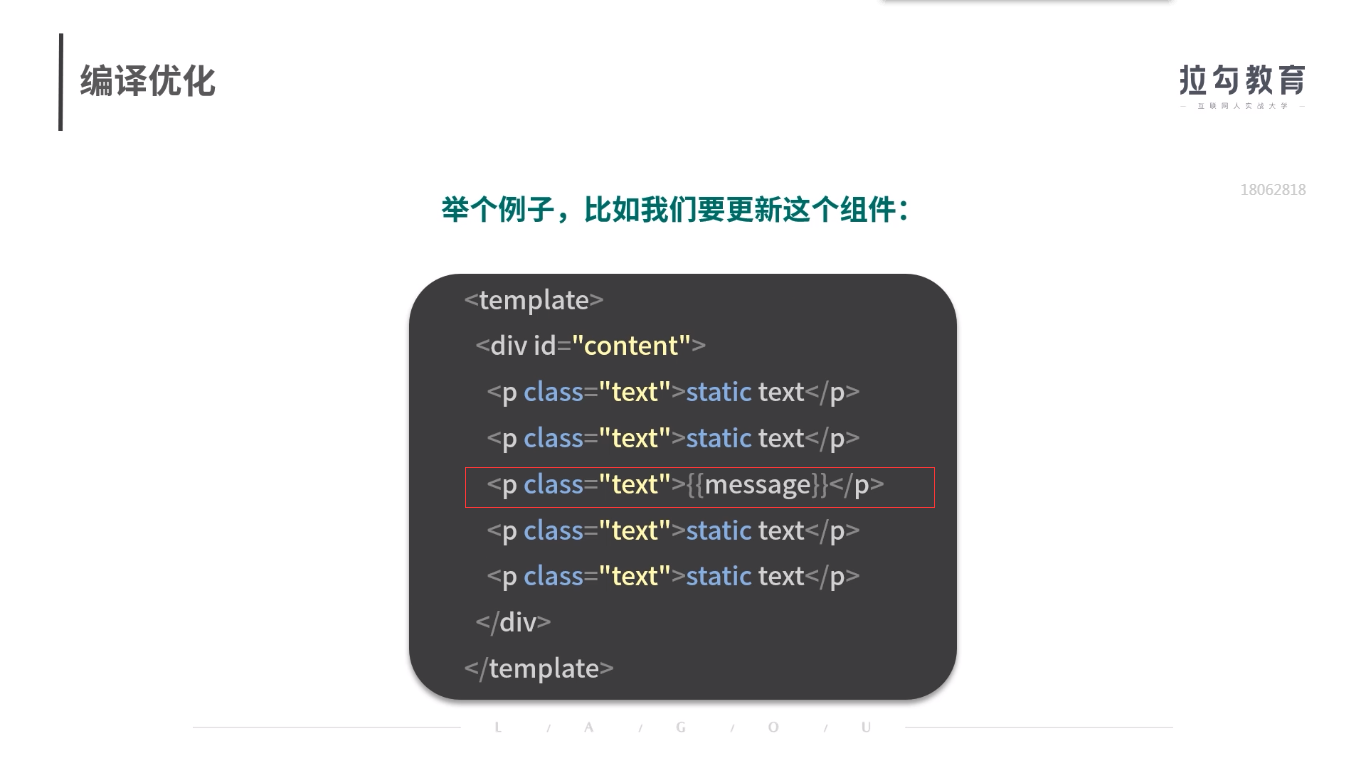 编译优化
拉勾教育
— 互联网人实战大学 —
18062818
举个例子，比如我们要更新这个组件：
<template>
<div id="content">
<p class="text">static text</p>
<p class="text">static text</p>
<p class="text">{{message}}</p>
<p class="text">static text</p>
<p class="text">static text</p>
</div>
</template>
L / A / G / O / U